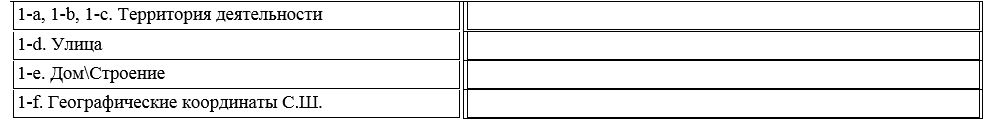 1-a, 1-b, 1-c. Территория деятельности
1-d. Улица
1-e. Дом\Строение
1-f. Географические координаты С.Ш.